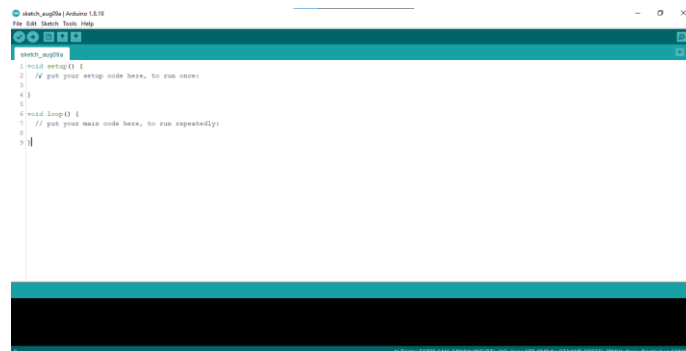 sketch_aug09a | Arduino 1.8.19
File Edit Sketch Tools Help
sketch_aug09a
1 void setup() {
2 // put your setup code here, to run once:
3
4 }
5
6 void loop() {
7 // put your main code here, to run repeatedly:
8
9 }